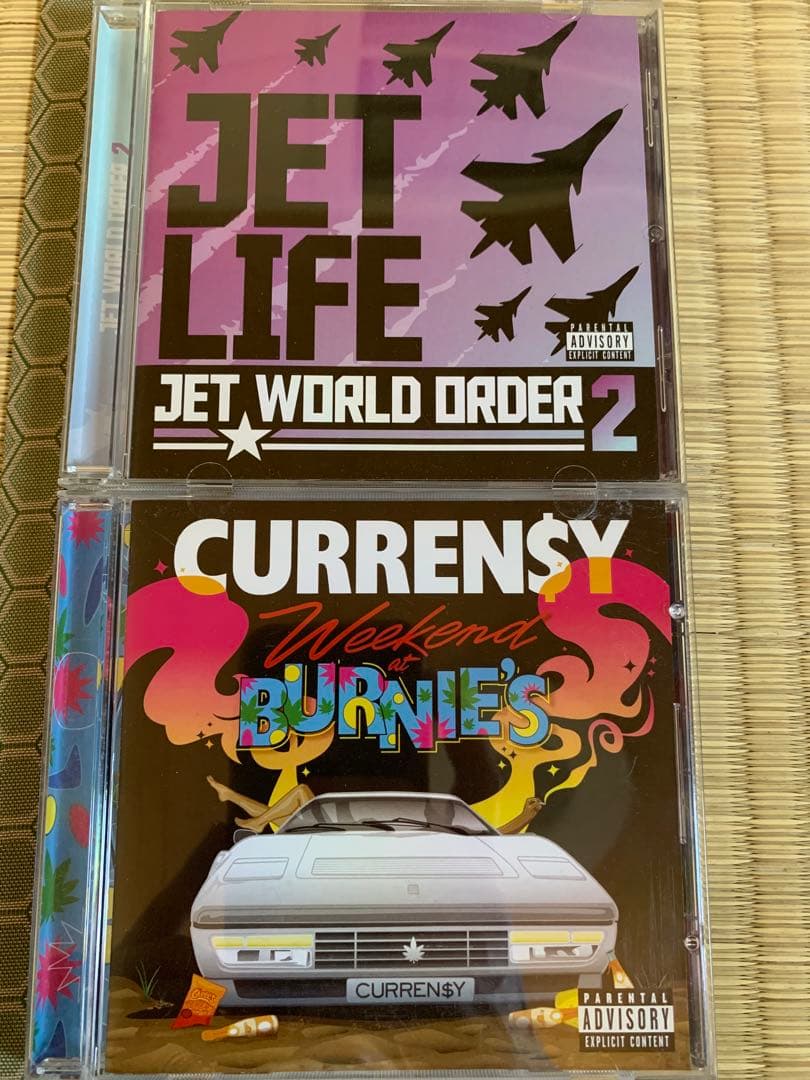 JET WORLD ORDER 2
JET
LIFE
PARENTAL
ADVISORY
EXPLICIT CONTENT
JET WORLD ORDER 2
CURREN$Y
Weekend
at
BURNIE'S
CURREN$Y
PARENTAL
ADVISORY
EXPLICIT CONTENT